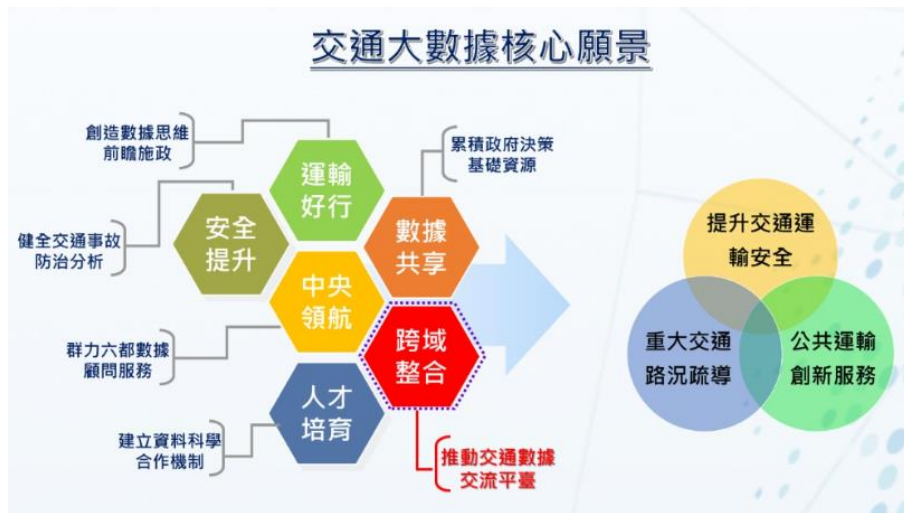 交通大數據核心願景
創造數據思維
前瞻施政
運輸
好行
累積政府決策
基礎資源
健全交通事故
防治分析
安全
提升
數據
共享
中央
領航
群力六都數據
顧問服務
跨域
整合
人才
培育
建立資料科學
合作機制
推動交通數據
交流平臺
提升交通運
輸安全
重大交通
路況疏導
公共運輸
創新服務